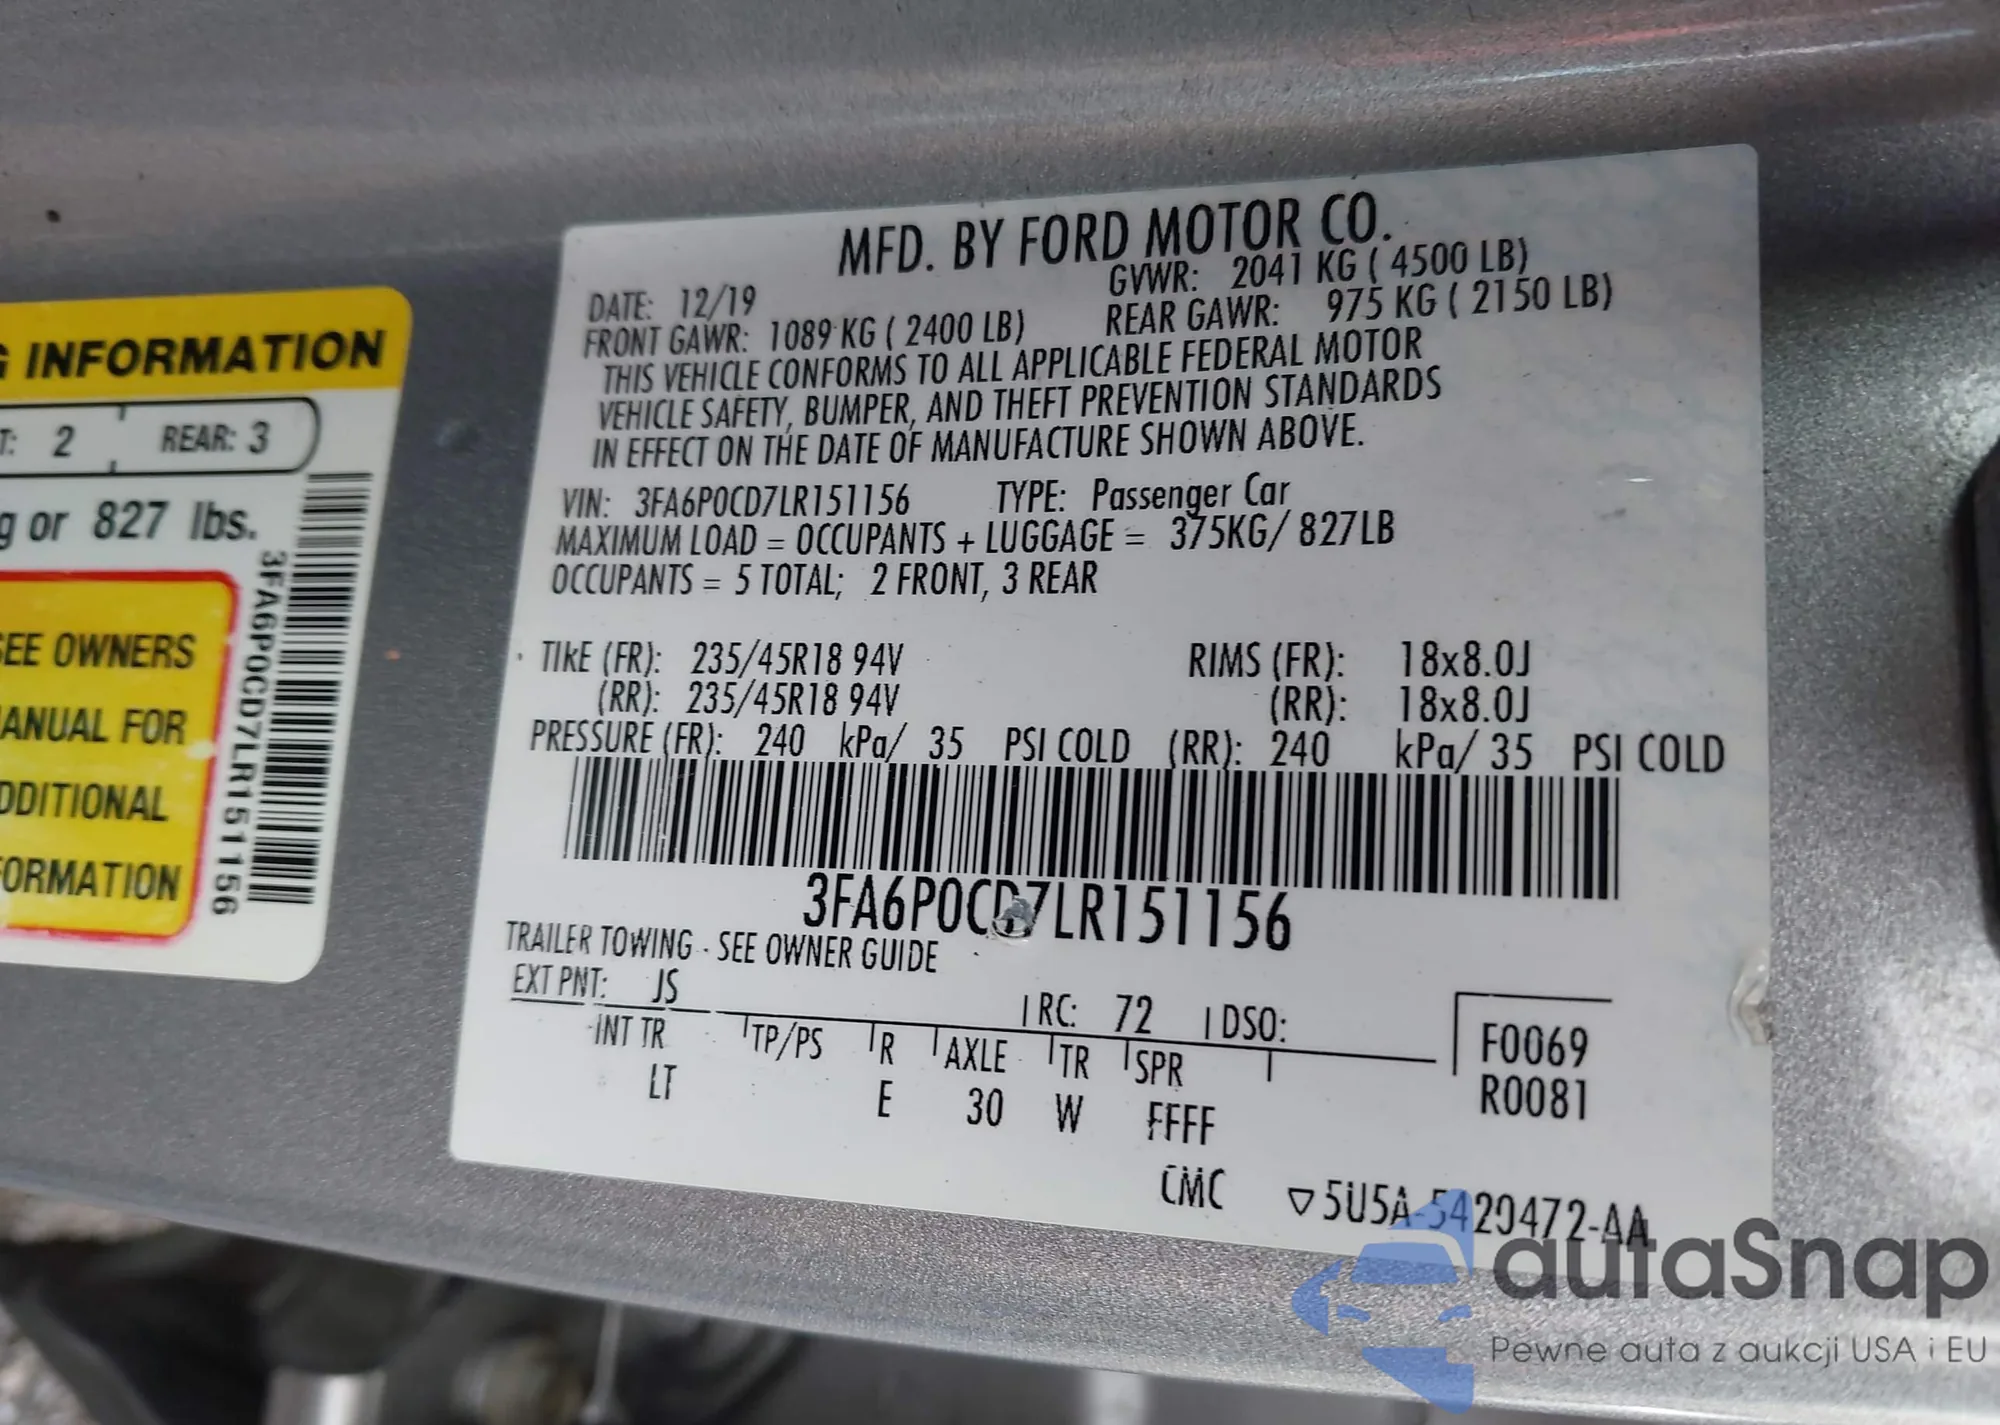 G INFORMATION
T: 2 REAR: 3
g or 827 lbs.
3FA6P0CD7LR151156
SEE OWNERS
MANUAL FOR
ADDITIONAL
FORMATION
MFD. BY FORD MOTOR CO.
DATE: 12/19 GVWR: 2041 KG ( 4500 LB)
FRONT GAWR: 1089 KG ( 2400 LB) REAR GAWR: 975 KG ( 2150 LB)
THIS VEHICLE CONFORMS TO ALL APPLICABLE FEDERAL MOTOR
VEHICLE SAFETY, BUMPER, AND THEFT PREVENTION STANDARDS
IN EFFECT ON THE DATE OF MANUFACTURE SHOWN ABOVE.
VIN: 3FA6P0CD7LR151156 TYPE: Passenger Car
MAXIMUM LOAD = OCCUPANTS + LUGGAGE = 375KG/ 827LB
OCCUPANTS = 5 TOTAL; 2 FRONT, 3 REAR
TIRE (FR): 235/45R18 94V RIMS (FR): 18x8.0J
(RR): 235/45R18 94V (RR): 18x8.0J
PRESSURE (FR): 240 kPa/ 35 PSI COLD (RR): 240 kPa/ 35 PSI COLD
3FA6P0CD7LR151156
TRAILER TOWING - SEE OWNER GUIDE
EXT PNT: JS RC: 72 DSO:
INT TR TP/PS R AXLE TR SPR
LT E 30 W FFFF
F0069
R0081
CMC ▽5U5A-5420472-AA
autaSnap
Pewne auta z aukcji USA i EU